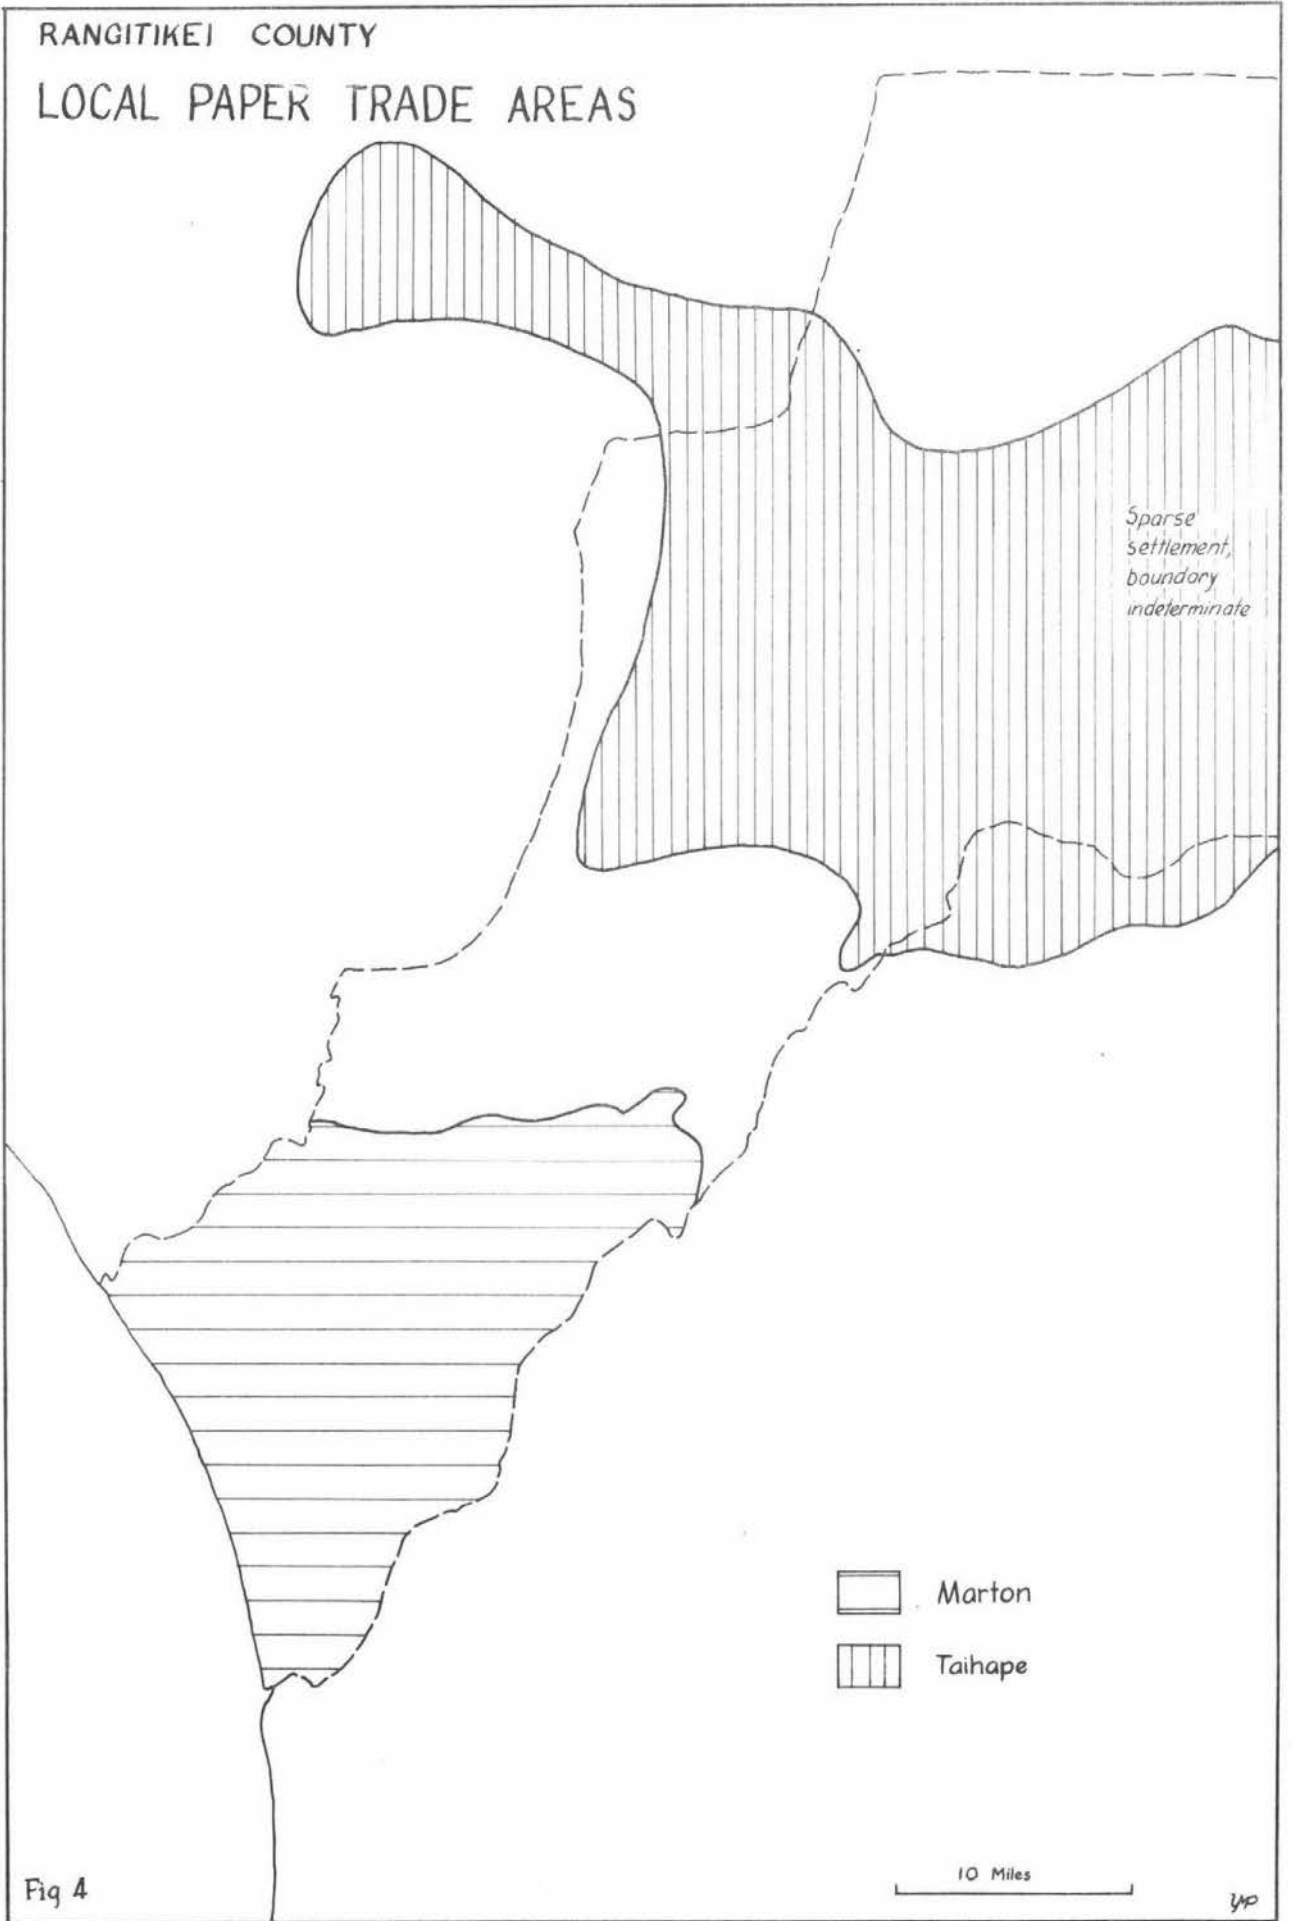 RANGITIKEI COUNTY
LOCAL PAPER TRADE AREAS
Sparse
settlement,
boundary
indeterminate
Marton
Taihape
10 Miles
Fig 4